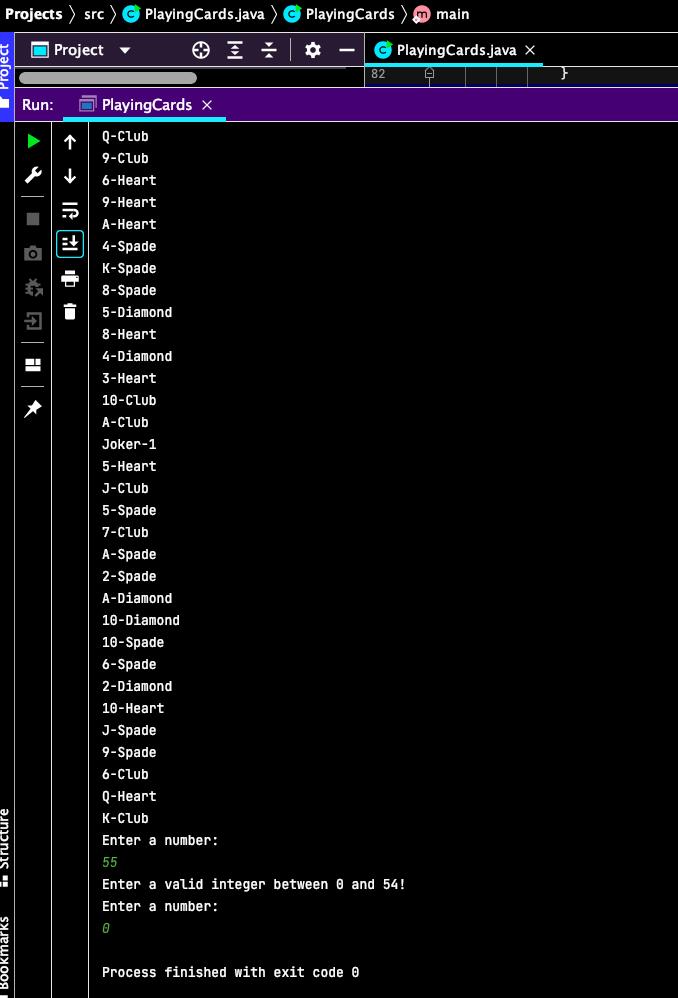 Projects src PlayingCards.java PlayingCards main
Project
Project
PlayingCards.java
82 }
Run: PlayingCards
Q-Club
9-Club
6-Heart
9-Heart
A-Heart
4-Spade
K-Spade
8-Spade
5-Diamond
8-Heart
4-Diamond
3-Heart
10-Club
A-Club
Joker-1
5-Heart
J-Club
5-Spade
7-Club
A-Spade
2-Spade
A-Diamond
10-Diamond
10-Spade
6-Spade
2-Diamond
10-Heart
J-Spade
9-Spade
6-Club
Q-Heart
K-Club
Enter a number:
55
Enter a valid integer between 0 and 54!
Enter a number:
0
Process finished with exit code 0
Structure
Bookmarks